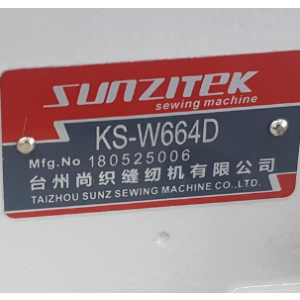 SUNZITEK
sewing machine
KS-W664D
Mfg.No 180525006
台州尚织缝纫机有限公司
TAIZHOU SUNZ SEWING MACHINE CO.,LTD.